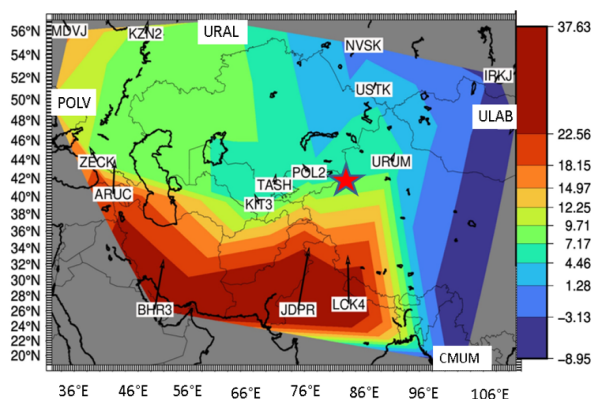 56°N
54°N
52°N
50°N
48°N
46°N
44°N
42°N
40°N
38°N
36°N
34°N
32°N
30°N
28°N
26°N
24°N
22°N
20°N
MDVJ
KZN2
URAL
NVSK
IRKJ
USTK
POLV
ULAB
ZECK
POL2
URUM
TASH
ARUC
KIT3
BHR3
JDPR
LCK4
CMUM
36°E
46°E
56°E
66°E
76°E
86°E
96°E
106°E
37.63
22.56
18.15
14.97
12.25
9.71
7.17
4.46
1.28
−3.13
−8.95